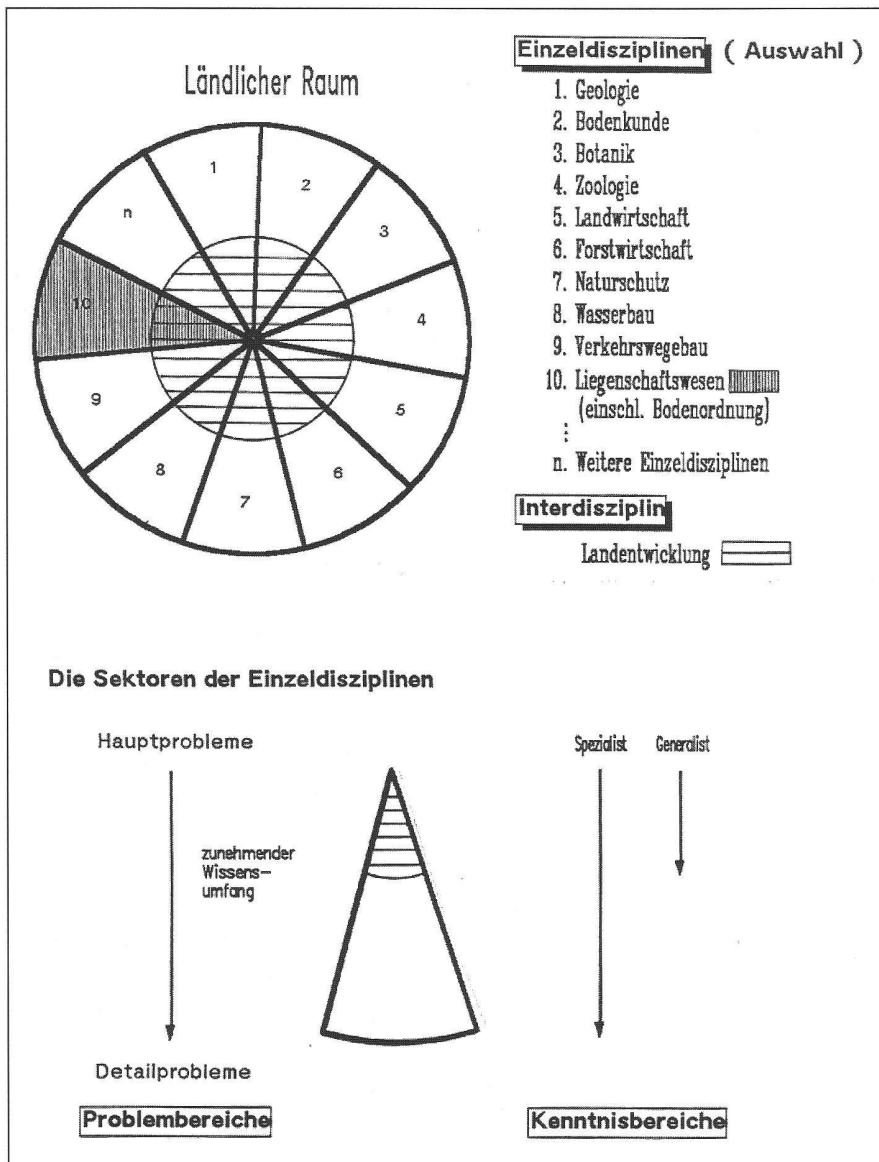 Ländlicher Raum
1
2
3
4
5
6
7
8
9
10
n
Einzeldisziplinen ( Auswahl )
1. Geologie
2. Bodenkunde
3. Botanik
4. Zoologie
5. Landwirtschaft
6. Forstwirtschaft
7. Naturschutz
8. Wasserbau
9. Verkehrswegebau
10. Liegenschaftswesen
(einschl. Bodenordnung)
⋮
n. Weitere Einzeldisziplinen
Interdisziplin
Landentwicklung
Die Sektoren der Einzeldisziplinen
Hauptprobleme
zunehmender
Wissens-
umfang
Detailprobleme
Problembereiche
Spezialist Generalist
Kenntnisbereiche